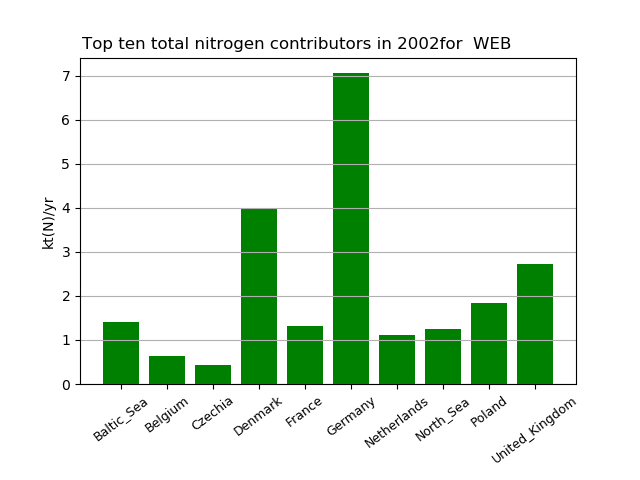 Top ten total nitrogen contributors in 2002for  WEB
kt(N)/yr
7
6
5
4
3
2
1
0
Baltic_Sea
Belgium
Czechia
Denmark
France
Germany
Netherlands
North_Sea
Poland
United_Kingdom